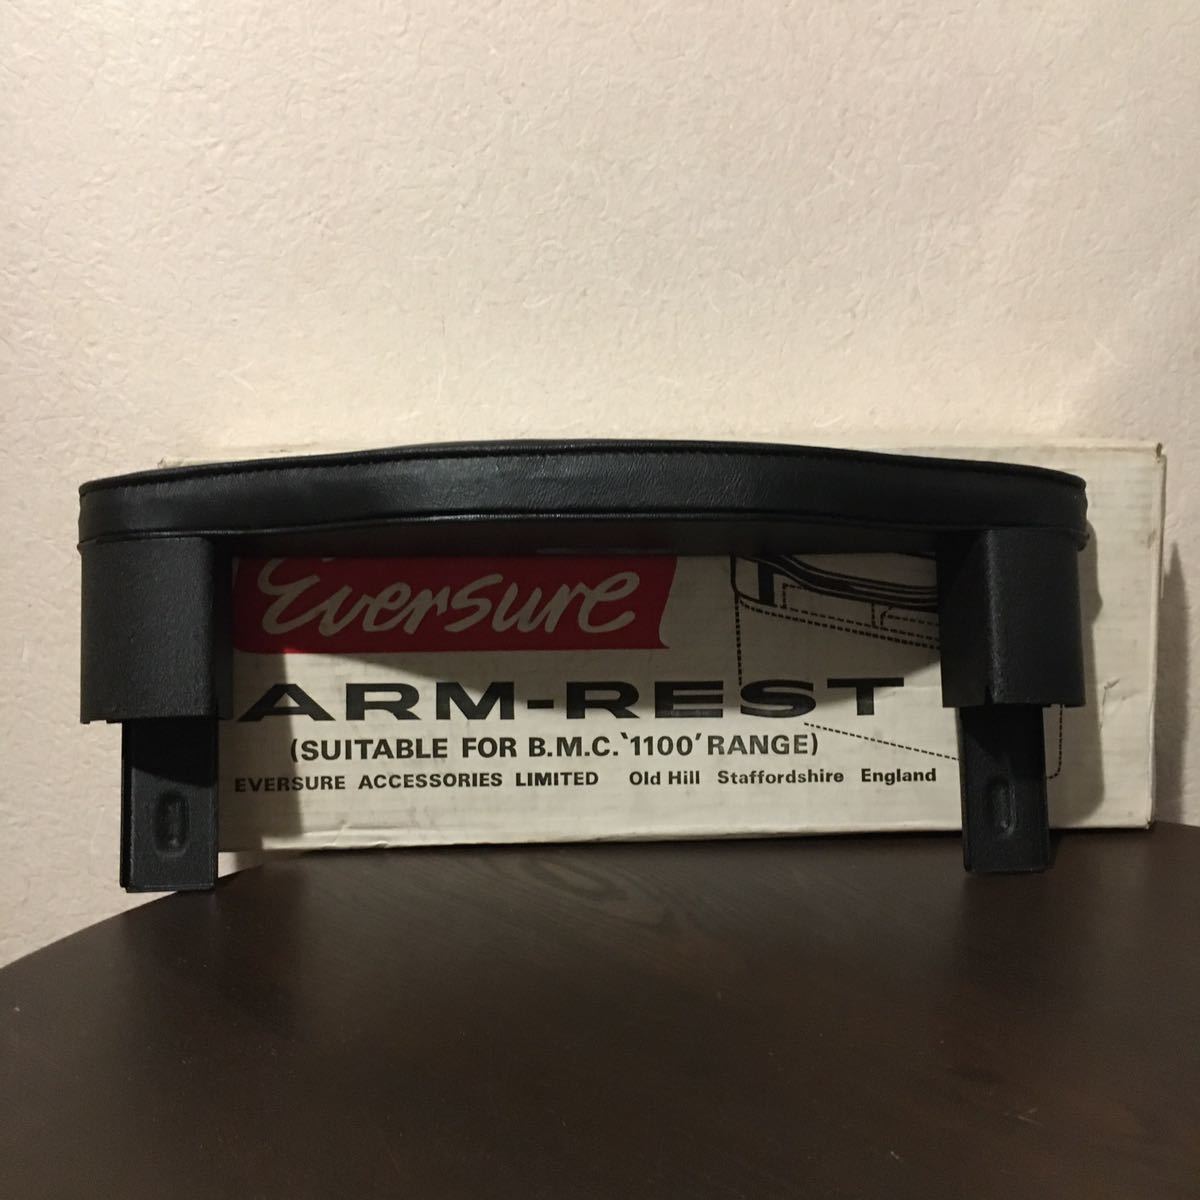 Eversure
ARM-REST
(SUITABLE FOR B.M.C. '1100' RANGE)
EVERSURE ACCESSORIES LIMITED Old Hill Staffordshire England